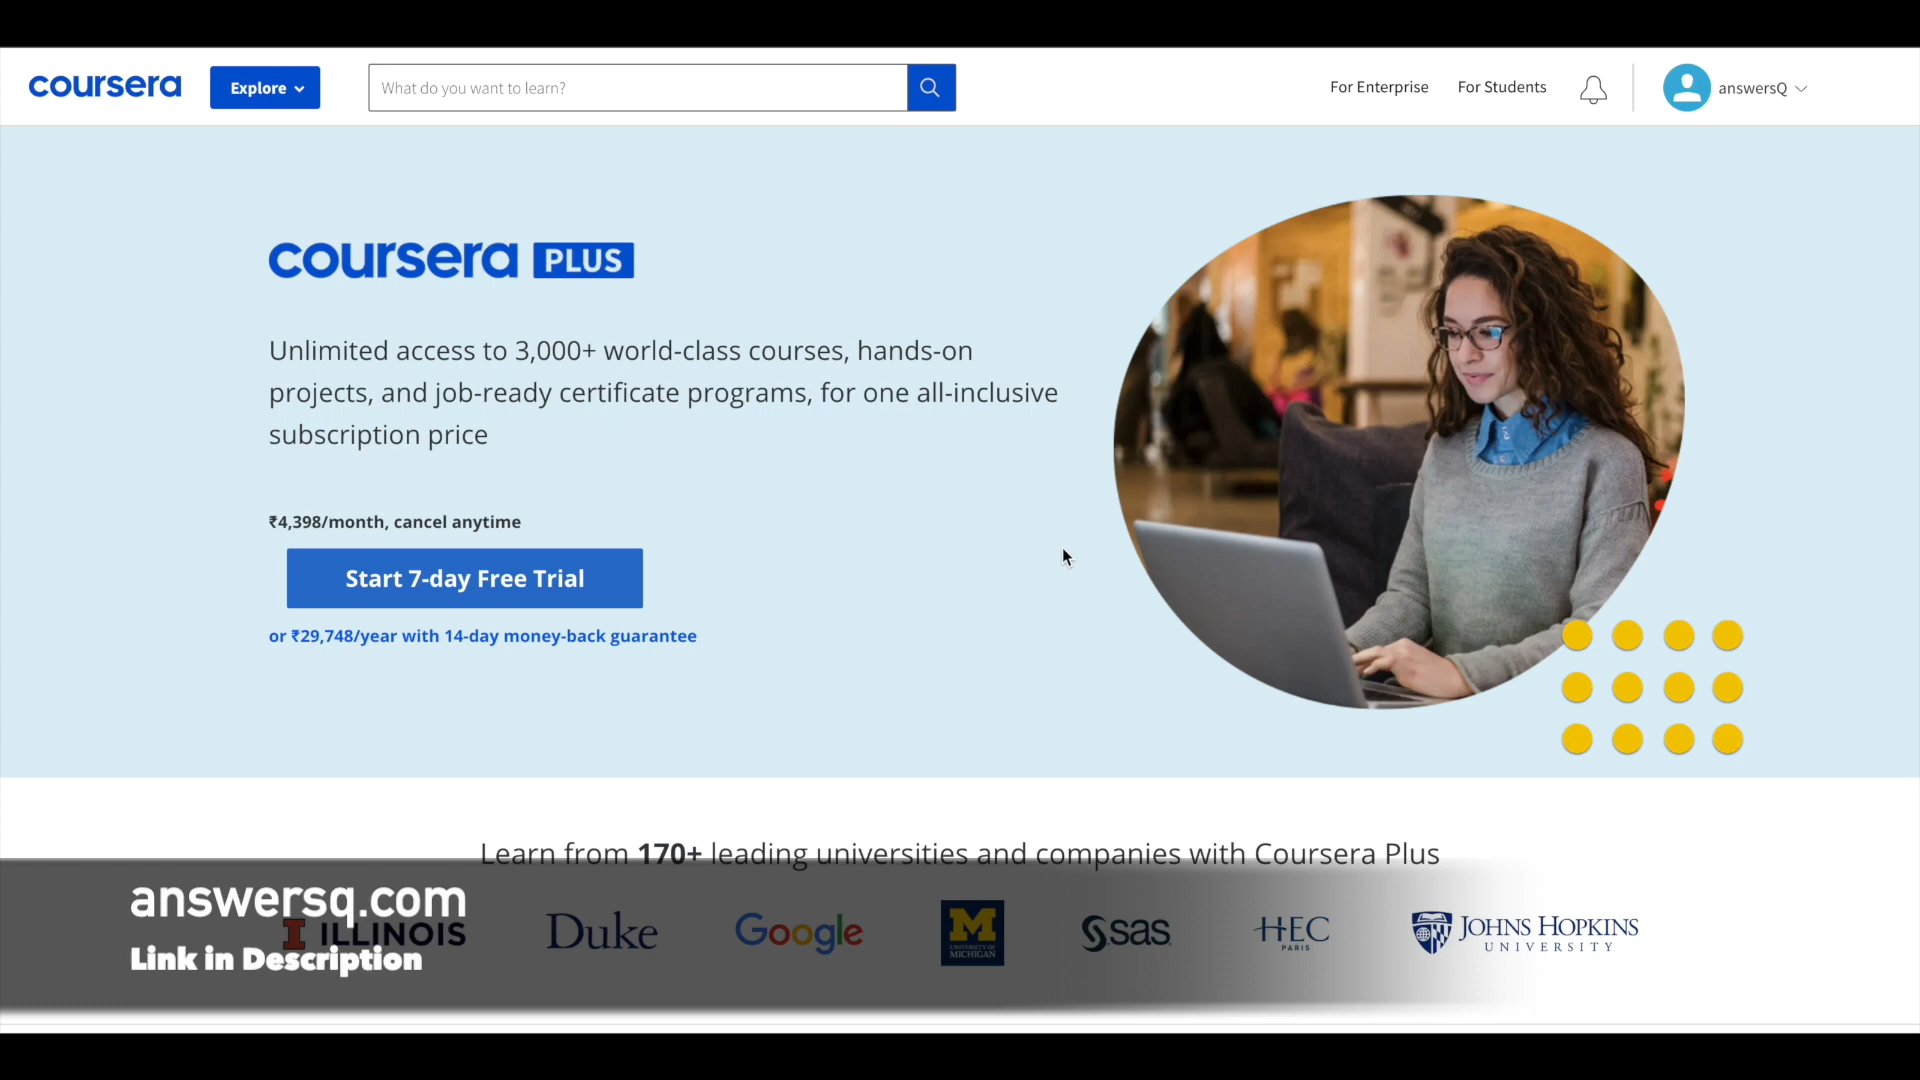 coursera
Explore
What do you want to learn?
For Enterprise
For Students
answersQ
coursera PLUS
Unlimited access to 3,000+ world-class courses, hands-on
projects, and job-ready certificate programs, for one all-inclusive
subscription price
₹4,398/month, cancel anytime
Start 7-day Free Trial
or ₹29,748/year with 14-day money-back guarantee
Learn from 170+ leading universities and companies with Coursera Plus
answersq.com
Link in Description
I ILLINOIS
Duke
Google
M
UNIVERSITY OF
MICHIGAN
sas
HEC
PARIS
JOHNS HOPKINS
UNIVERSITY